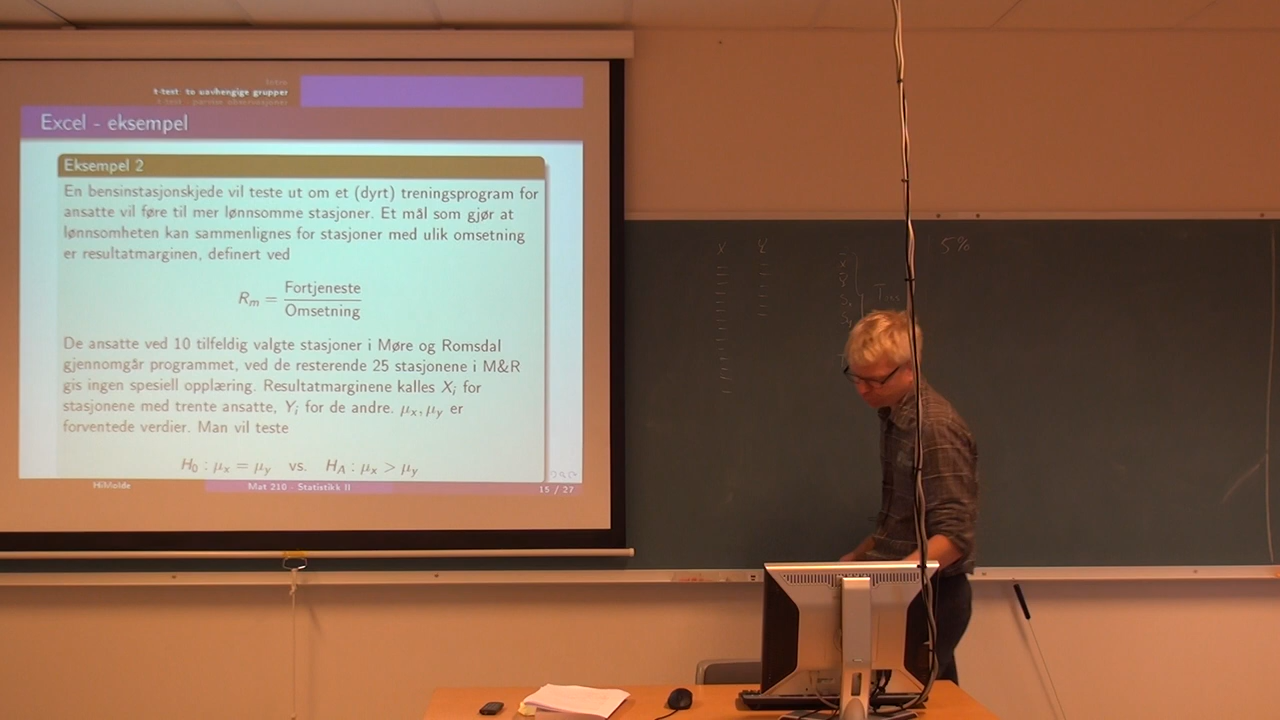 Intro
t-test: to uavhengige grupper
t-test - parvise observasjoner
Excel - eksempel
Eksempel 2
En bensinstasjonskjede vil teste ut om et (dyrt) treningsprogram for
ansatte vil føre til mer lønnsomme stasjoner. Et mål som gjør at
lønnsomheten kan sammenlignes for stasjoner med ulik omsetning
er resultatmarginen, definert ved
R_m = Fortjeneste / Omsetning
De ansatte ved 10 tilfeldig valgte stasjoner i Møre og Romsdal
gjennomgår programmet, ved de resterende 25 stasjonene i M&R
gis ingen spesiell opplæring. Resultatmarginene kalles X_i for
stasjonene med trente ansatte, Y_i for de andre. μ_x, μ_y er
forventede verdier. Man vil teste
H_0 : μ_x = μ_y vs. H_A : μ_x > μ_y
HiMolde Mat 210 - Statistikk II 15 / 27
X Y
5%